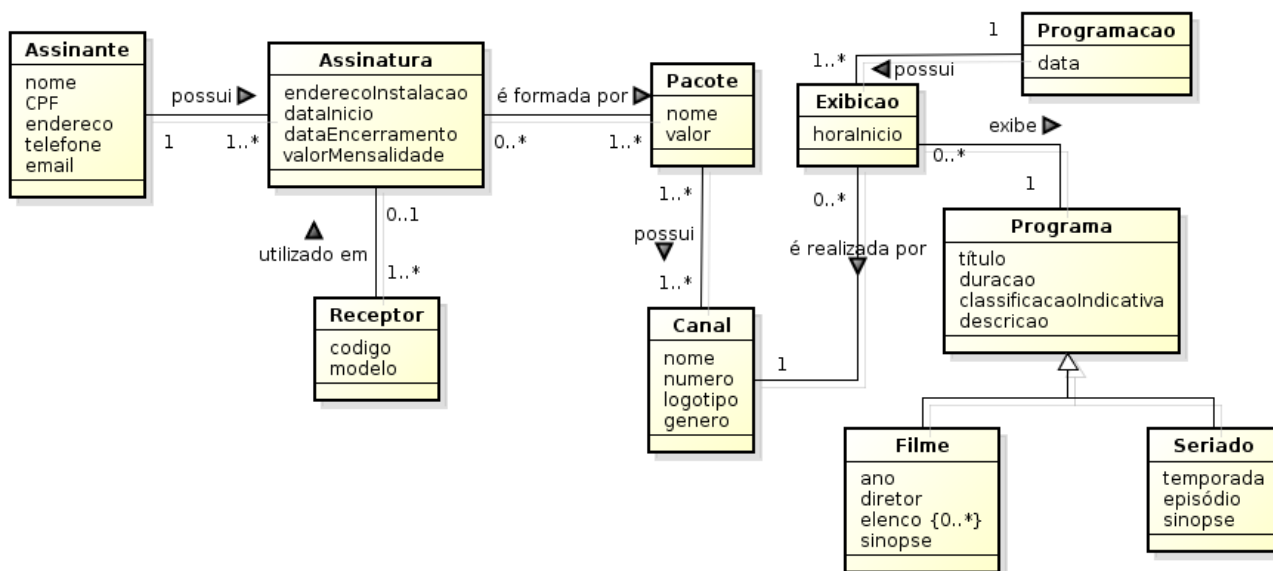 Assinante
nome
CPF
endereco
telefone
email
possui
1
1..*
Assinatura
enderecoInstalacao
dataInicio
dataEncerramento
valorMensalidade
é formada por
0..*
1..*
Pacote
nome
valor
0..1
utilizado em
1..*
Receptor
codigo
modelo
1..*
possui
1..*
Canal
nome
numero
logotipo
genero
1
0..*
é realizada por
Exibicao
horaInicio
1..*
possui
1
Programacao
data
exibe
0..*
1
Programa
título
duracao
classificacaoIndicativa
descricao
Filme
ano
diretor
elenco {0..*}
sinopse
Seriado
temporada
episódio
sinopse